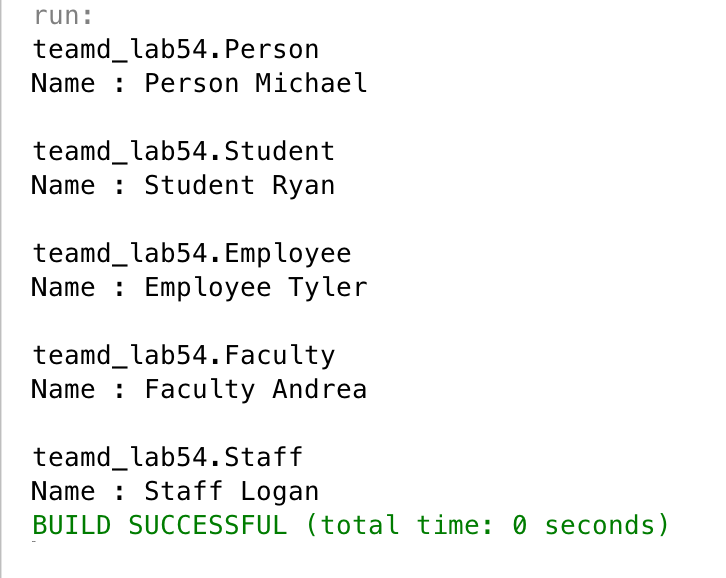 run:
teamd_lab54.Person
Name : Person Michael
teamd_lab54.Student
Name : Student Ryan
teamd_lab54.Employee
Name : Employee Tyler
teamd_lab54.Faculty
Name : Faculty Andrea
teamd_lab54.Staff
Name : Staff Logan
BUILD SUCCESSFUL (total time: 0 seconds)